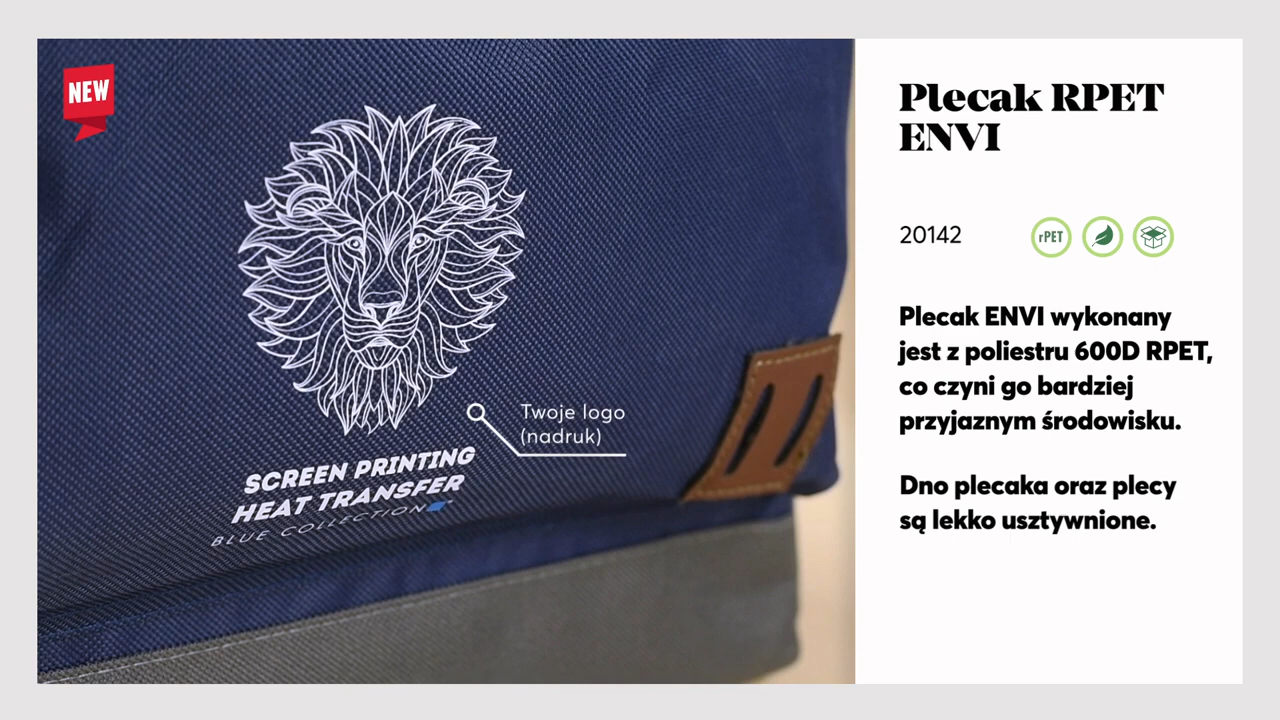 NEW
SCREEN PRINTING
HEAT TRANSFER
BLUE COLLECTION
Twoje logo
(nadruk)
Plecak RPET
ENVI
20142
rPET
Plecak ENVI wykonany
jest z poliestru 600D RPET,
co czyni go bardziej
przyjaznym środowisku.
Dno plecaka oraz plecy
są lekko usztywnione.